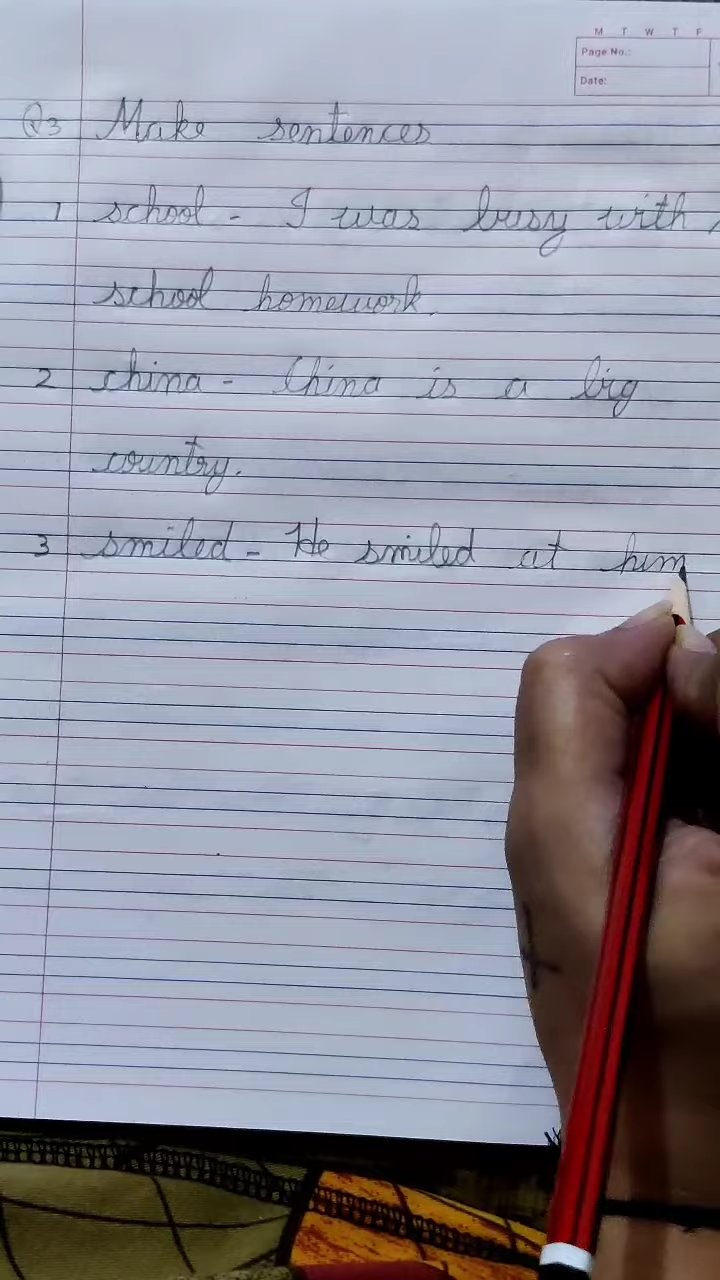 M T W T F
Page No.:
Date:
Q3 Make sentences
1 school - I was busy with
school homework.
2 china - China is a big
country.
3 smiled - He smiled at him